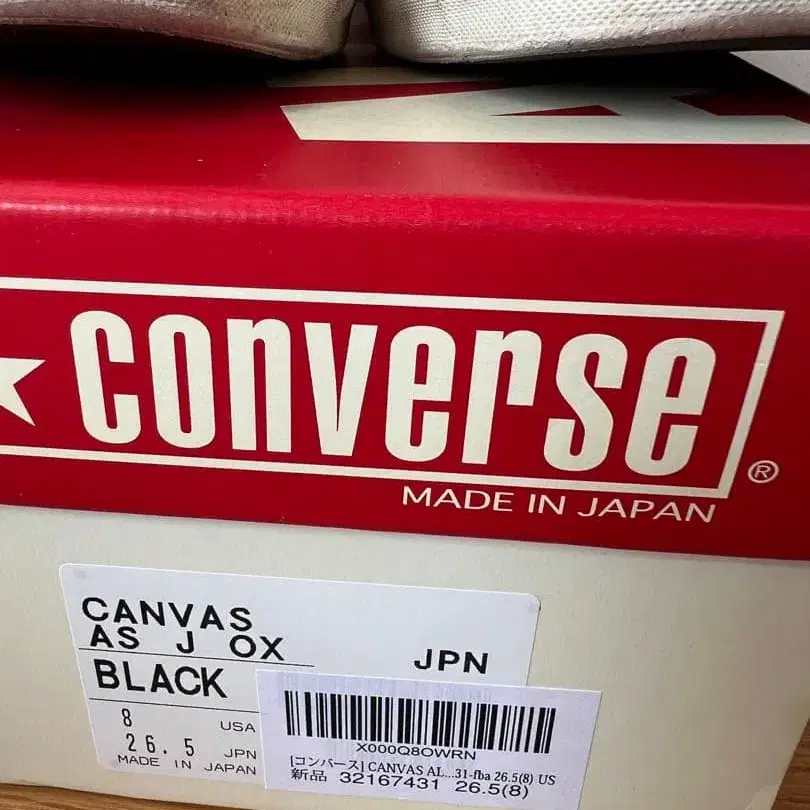 converse
®
MADE IN JAPAN
CANVAS
AS J OX
JPN
BLACK
8 USA
26.5 JPN
MADE IN JAPAN
X000Q8OWRN
[コンバース] CANVAS AL...31-fba 26.5(8) US
新品 32167431 26.5(8)